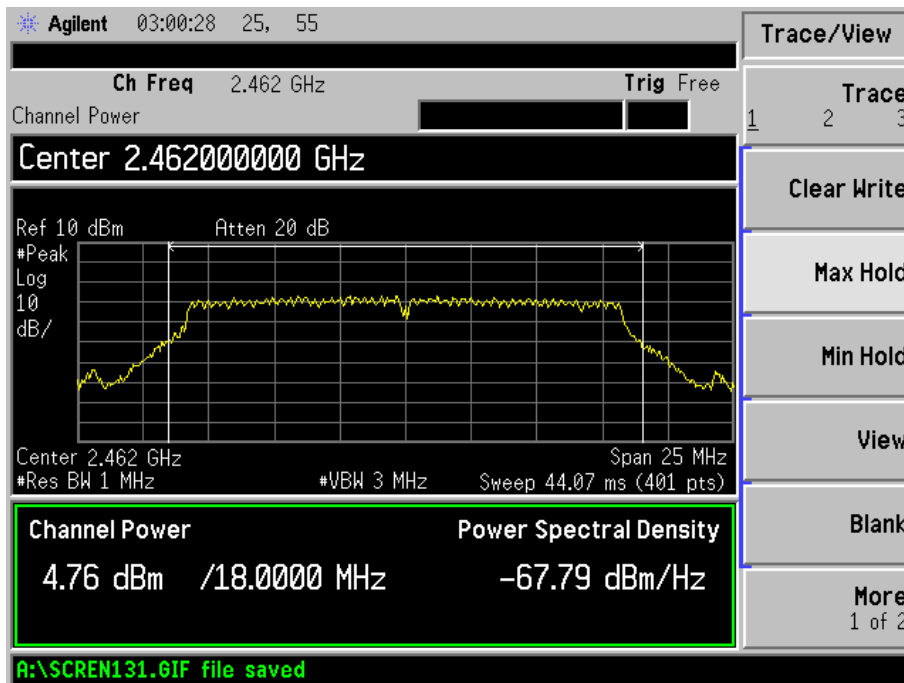 Agilent 03:00:28 25, 55
Trace/View
Ch Freq 2.462 GHz Trig Free
Channel Power
Trace
1 2 3
Center 2.462000000 GHz
Clear Write
Ref 10 dBm Atten 20 dB
#Peak
Log
10
dB/
Max Hold
Min Hold
View
Center 2.462 GHz Span 25 MHz
#Res BW 1 MHz #VBW 3 MHz Sweep 44.07 ms (401 pts)
Channel Power Power Spectral Density
Blank
4.76 dBm /18.0000 MHz -67.79 dBm/Hz
More
1 of 2
A:\SCREN131.GIF file saved